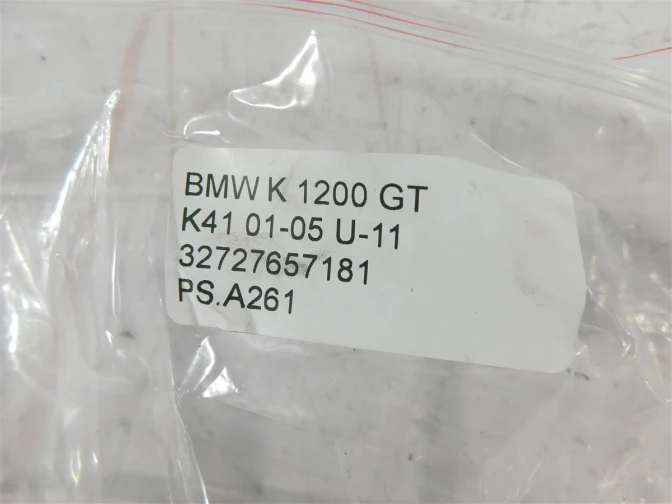 BMW K 1200 GT
K41 01-05 U-11
32727657181
PS.A261